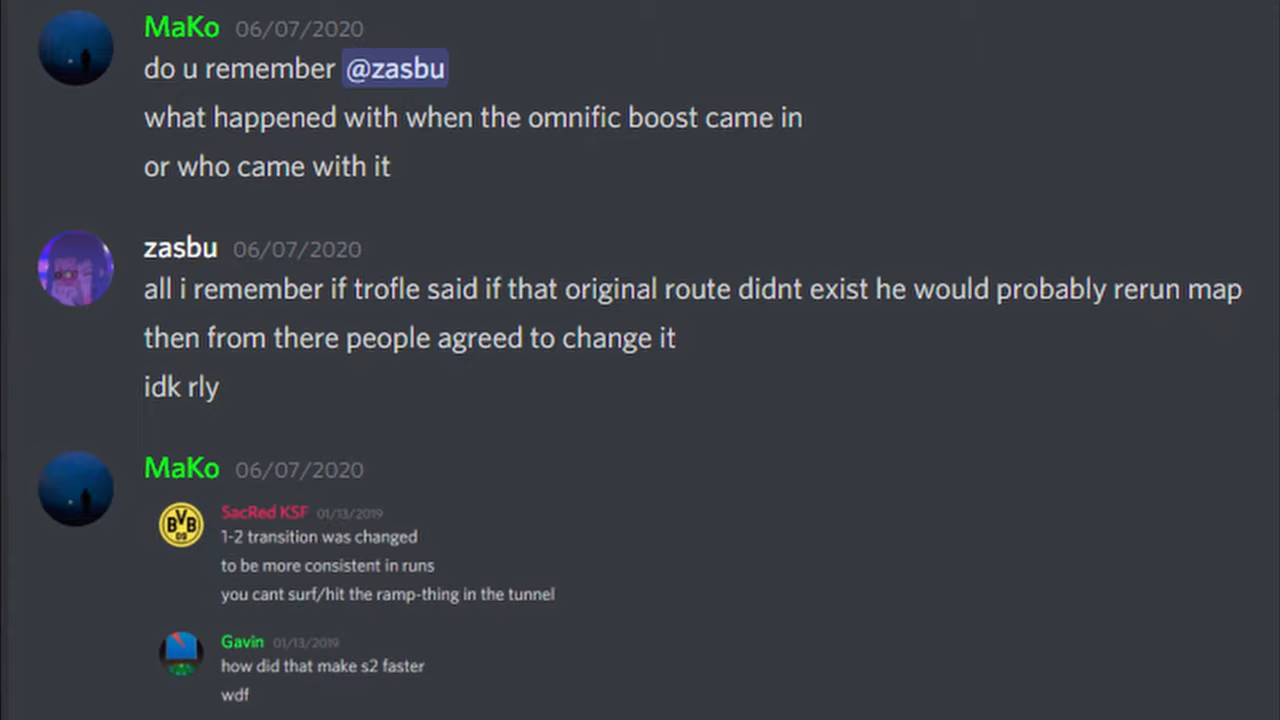 MaKo 06/07/2020
do u remember @zasbu
what happened with when the omnific boost came in
or who came with it
zasbu 06/07/2020
all i remember if trofle said if that original route didnt exist he would probably rerun map
then from there people agreed to change it
idk rly
MaKo 06/07/2020
BVB
09
SacRed KSF 01/13/2019
1-2 transition was changed
to be more consistent in runs
you cant surf/hit the ramp-thing in the tunnel
Gavin 01/13/2019
how did that make s2 faster
wdf